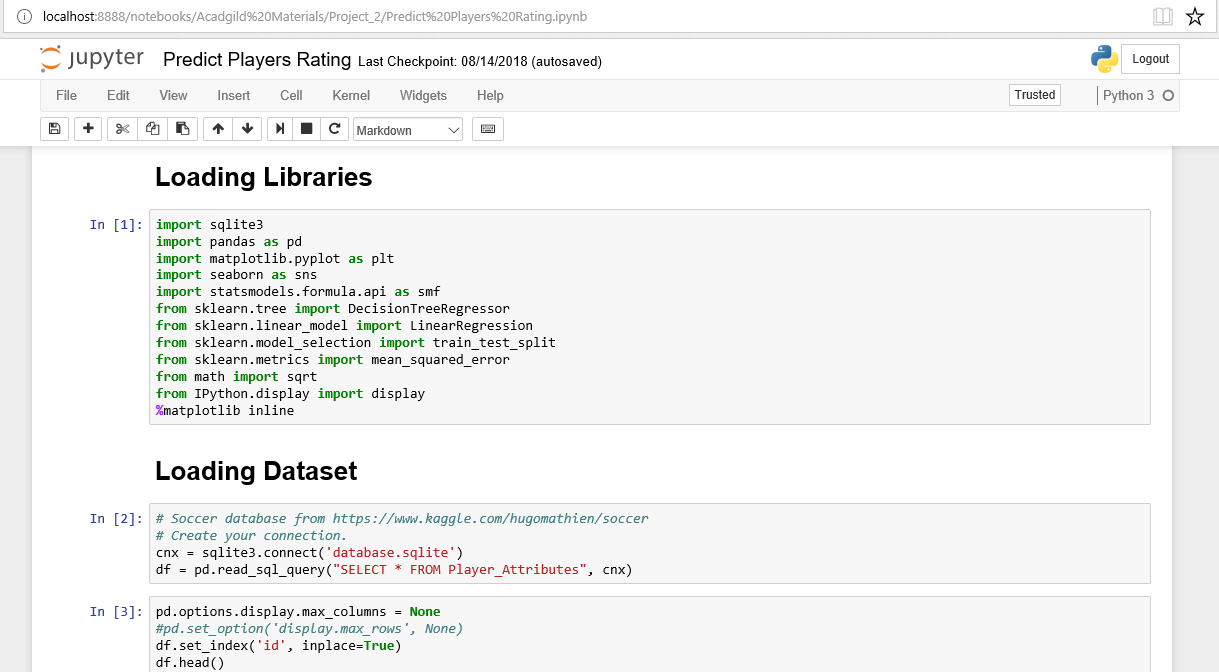 localhost:8888/notebooks/Acadgild%20Materials/Project_2/Predict%20Players%20Rating.ipynb
jupyter Predict Players Rating Last Checkpoint: 08/14/2018 (autosaved) Logout
File Edit View Insert Cell Kernel Widgets Help Trusted Python 3
Markdown
Loading Libraries
In [1]: import sqlite3
import pandas as pd
import matplotlib.pyplot as plt
import seaborn as sns
import statsmodels.formula.api as smf
from sklearn.tree import DecisionTreeRegressor
from sklearn.linear_model import LinearRegression
from sklearn.model_selection import train_test_split
from sklearn.metrics import mean_squared_error
from math import sqrt
from IPython.display import display
%matplotlib inline
Loading Dataset
In [2]: # Soccer database from https://www.kaggle.com/hugomathien/soccer
# Create your connection.
cnx = sqlite3.connect('database.sqlite')
df = pd.read_sql_query("SELECT * FROM Player_Attributes", cnx)
In [3]: pd.options.display.max_columns = None
#pd.set_option('display.max_rows', None)
df.set_index('id', inplace=True)
df.head()